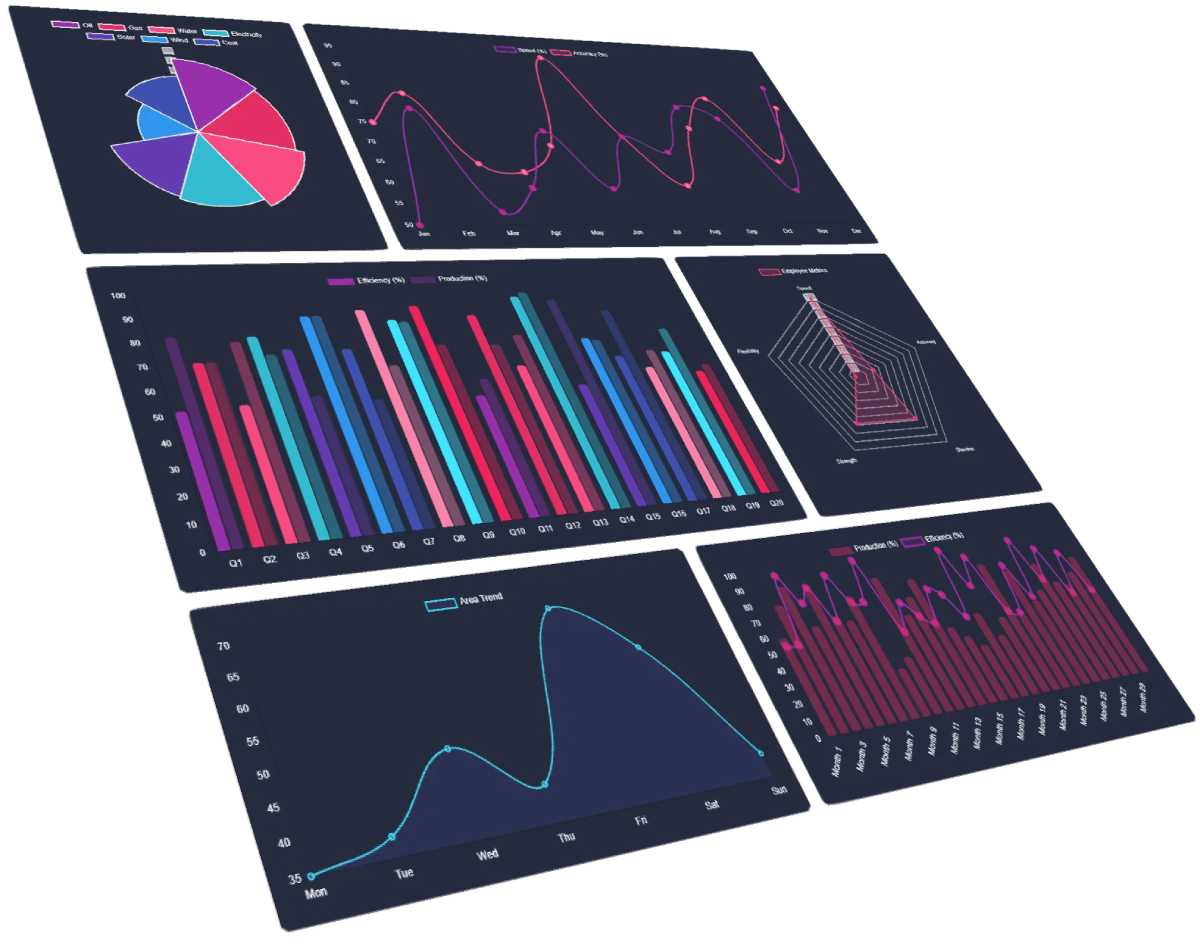 Oil Gas Water Electricity
Solar Wind Coal
Speed (%) Accuracy (%)
95
90
85
80
75
70
65
60
55
50
Jan Feb Mar Apr May Jun Jul Aug Sep Oct Nov Dec
Efficiency (%) Production (%)
100
90
80
70
60
50
40
30
20
10
0
Q1 Q2 Q3 Q4 Q5 Q6 Q7 Q8 Q9 Q10 Q11 Q12 Q13 Q14 Q15 Q16 Q17 Q18 Q19 Q20
Employee Metrics
Speed
Accuracy
Stamina
Strength
Flexibility
Area Trend
70
65
60
55
50
45
40
35
Mon Tue Wed Thu Fri Sat Sun
Production (%) Efficiency (%)
100
90
80
70
60
50
40
30
20
10
0
Month 1 Month 3 Month 5 Month 7 Month 9 Month 11 Month 13 Month 15 Month 17 Month 19 Month 21 Month 23 Month 25 Month 27 Month 29